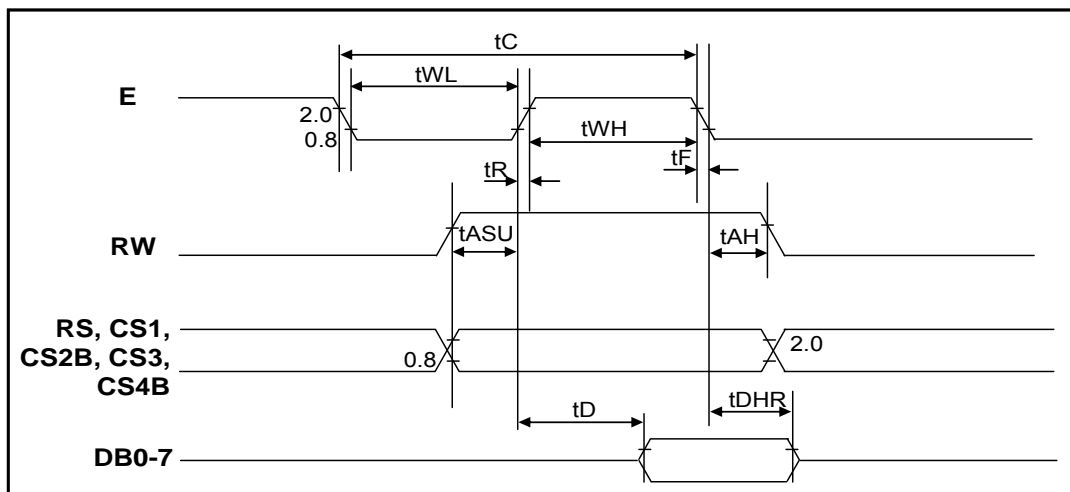 tC
tWL
E
2.0
0.8
tWH
tF
tR
RW
tASU
tAH
RS, CS1,
CS2B, CS3,
CS4B
0.8
2.0
tD
tDHR
DB0-7